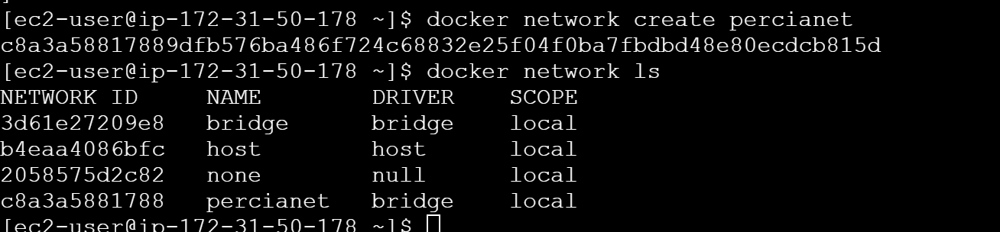 [ec2-user@ip-172-31-50-178 ~]$ docker network create percianet
c8a3a58817889dfb576ba486f724c68832e25f04f0ba7fbdbd48e80ecdcb815d
[ec2-user@ip-172-31-50-178 ~]$ docker network ls
NETWORK ID     NAME        DRIVER    SCOPE
3d61e27209e8   bridge      bridge    local
b4eaa4086bfc   host        host      local
2058575d2c82   none        null      local
c8a3a5881788   percianet   bridge    local
[ec2-user@ip-172-31-50-178 ~]$